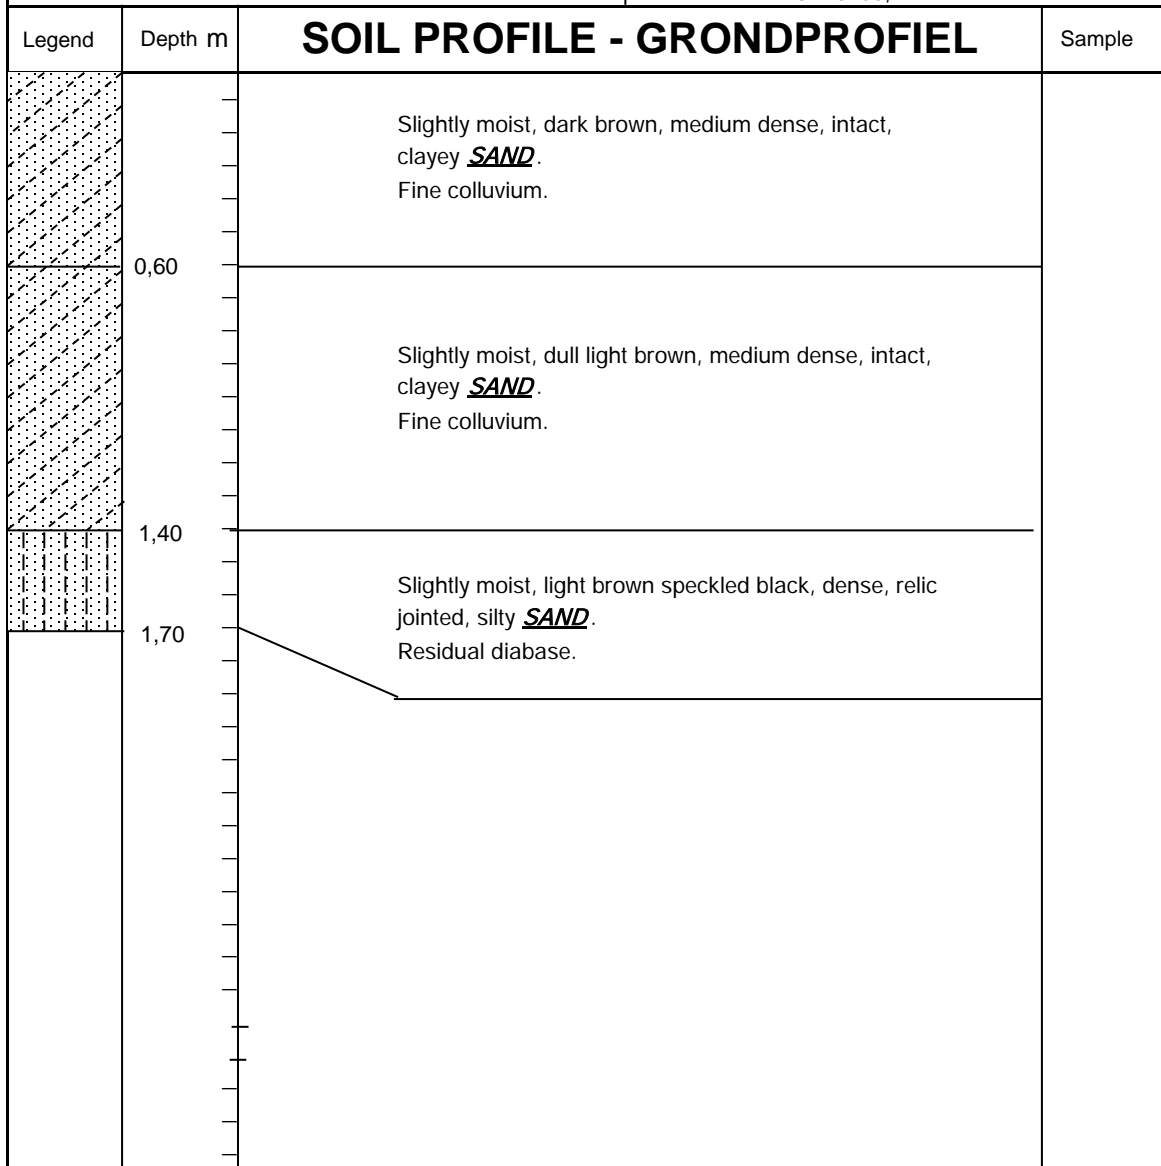 Legend Depth m SOIL PROFILE - GRONDPROFIEL Sample
Slightly moist, dark brown, medium dense, intact,
clayey SAND.
Fine colluvium.
0,60
Slightly moist, dull light brown, medium dense, intact,
clayey SAND.
Fine colluvium.
1,40
Slightly moist, light brown speckled black, dense, relic
jointed, silty SAND.
1,70
Residual diabase.